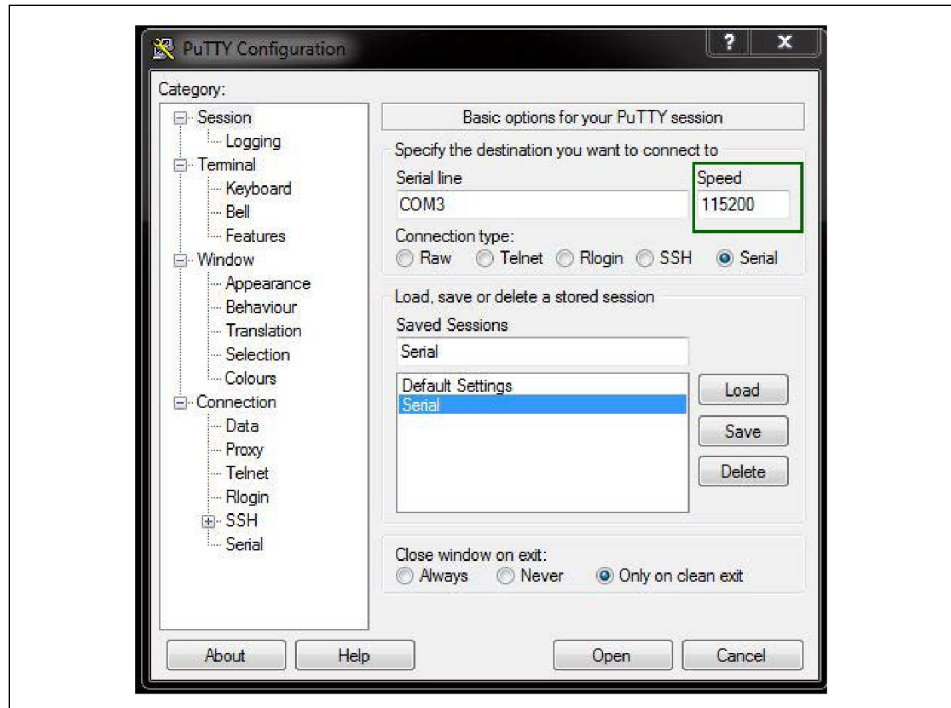 PuTTY Configuration
?
x
Category:
Session
Logging
Terminal
Keyboard
Bell
Features
Window
Appearance
Behaviour
Translation
Selection
Colours
Connection
Data
Proxy
Telnet
Rlogin
SSH
Serial
Basic options for your PuTTY session
Specify the destination you want to connect to
Serial line
Speed
COM3
115200
Connection type:
Raw Telnet Rlogin SSH Serial
Load, save or delete a stored session
Saved Sessions
Serial
Default Settings
Serial
Load
Save
Delete
Close window on exit:
Always Never Only on clean exit
About
Help
Open
Cancel